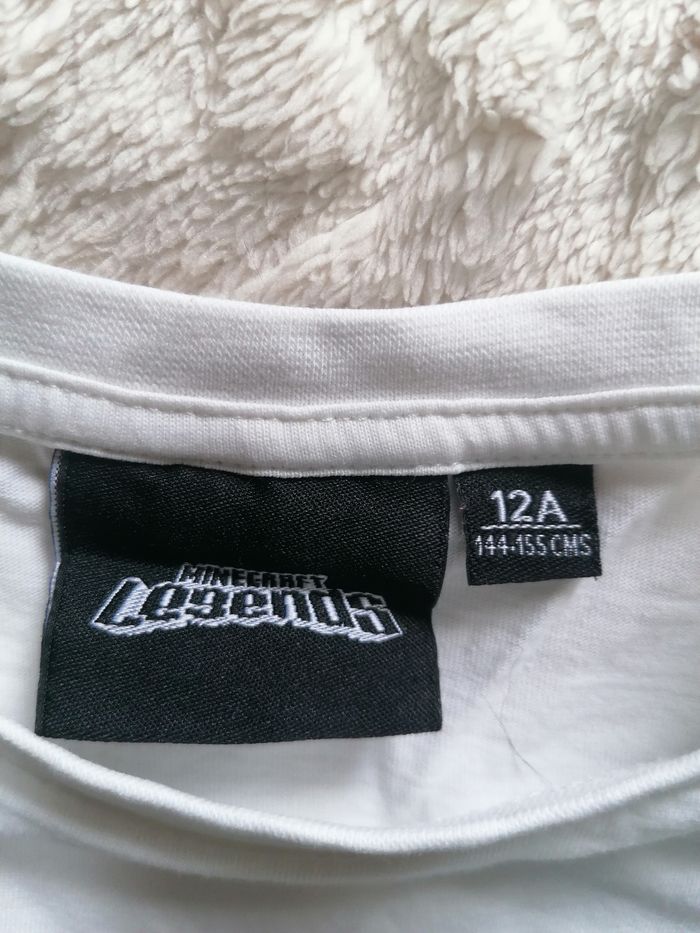 MINECRAFT
Legends
12A
144-155 CMS